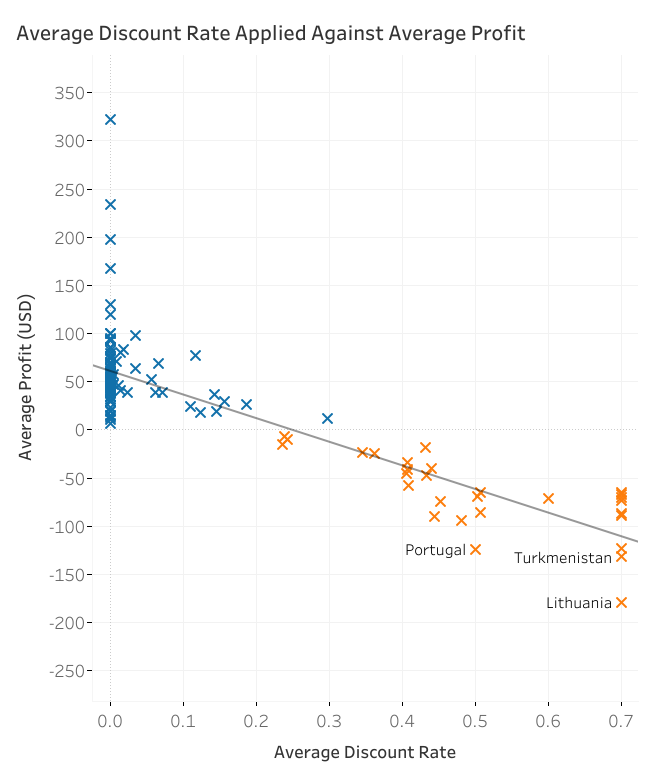 Average Discount Rate Applied Against Average Profit
350
300
250
200
150
100
50
0
-50
-100
-150
-200
-250
Average Profit (USD)
Portugal
Turkmenistan
Lithuania
0.0 0.1 0.2 0.3 0.4 0.5 0.6 0.7
Average Discount Rate